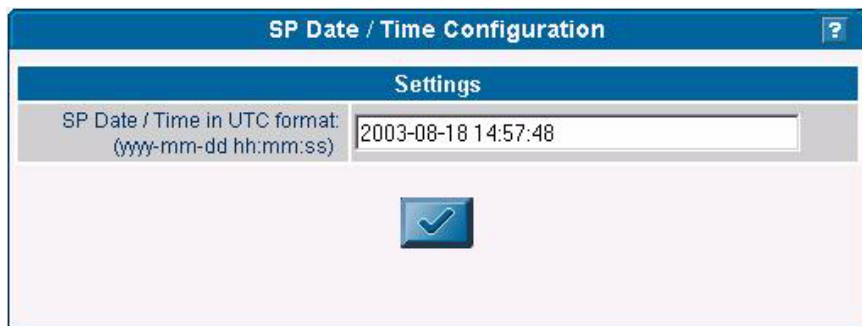 SP Date / Time Configuration
?
Settings
SP Date / Time in UTC format:
(yyyy-mm-dd hh:mm:ss)
2003-08-18 14:57:48